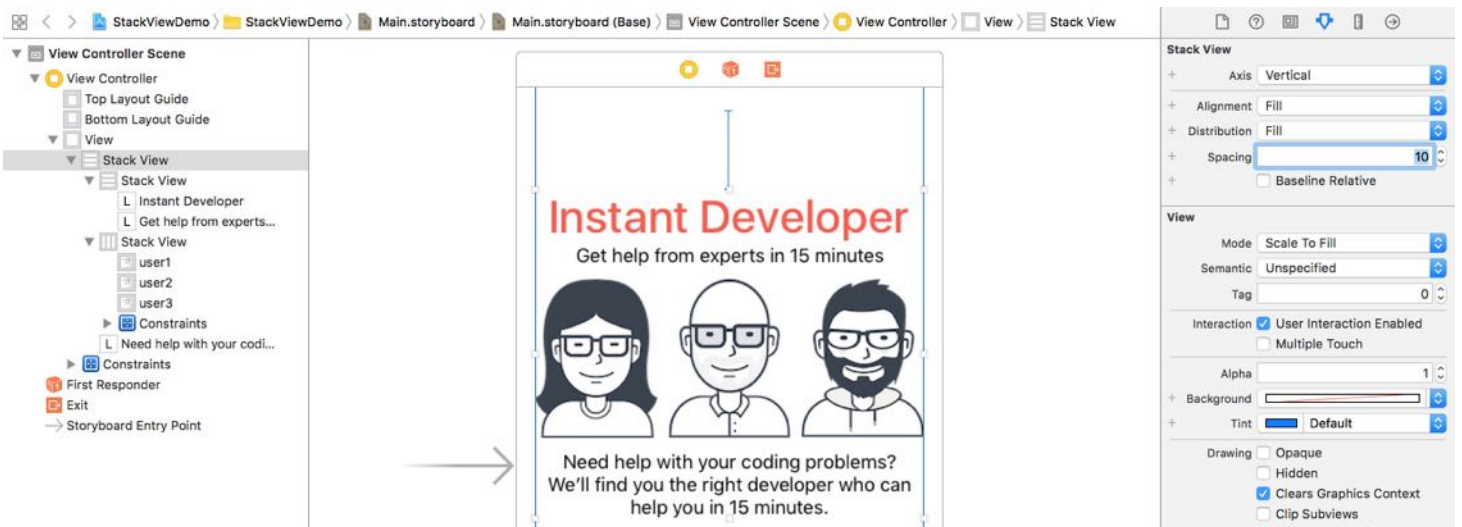 StackViewDemo StackViewDemo Main.storyboard Main.storyboard (Base) View Controller Scene View Controller View Stack View
View Controller Scene
View Controller
Top Layout Guide
Bottom Layout Guide
View
Stack View
Stack View
L Instant Developer
L Get help from experts...
Stack View
user1
user2
user3
Constraints
L Need help with your codi...
Constraints
First Responder
Exit
Storyboard Entry Point
Instant Developer
Get help from experts in 15 minutes
Need help with your coding problems?
We'll find you the right developer who can
help you in 15 minutes.
Stack View
Axis Vertical
Alignment Fill
Distribution Fill
Spacing 10
Baseline Relative
View
Mode Scale To Fill
Semantic Unspecified
Tag 0
Interaction User Interaction Enabled
Multiple Touch
Alpha 1
Background
Tint Default
Drawing Opaque
Hidden
Clears Graphics Context
Clip Subviews